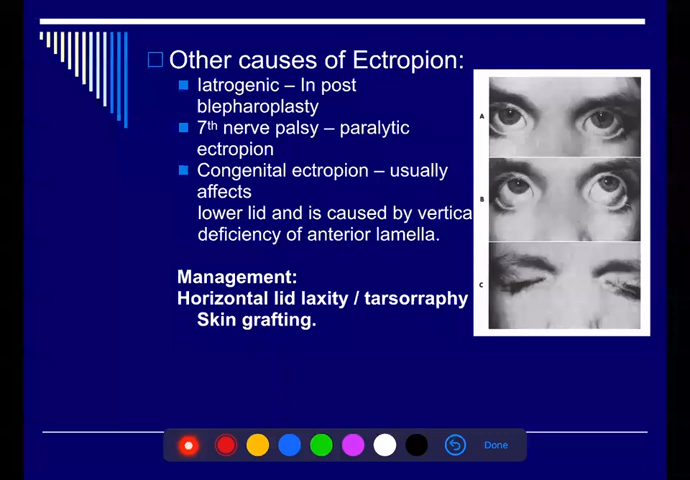 Other causes of Ectropion:
Iatrogenic – In post
blepharoplasty
7th nerve palsy – paralytic
ectropion
Congenital ectropion – usually
affects
lower lid and is caused by vertica
deficiency of anterior lamella.
Management:
Horizontal lid laxity / tarsorraphy
Skin grafting.
A
B
C
Done